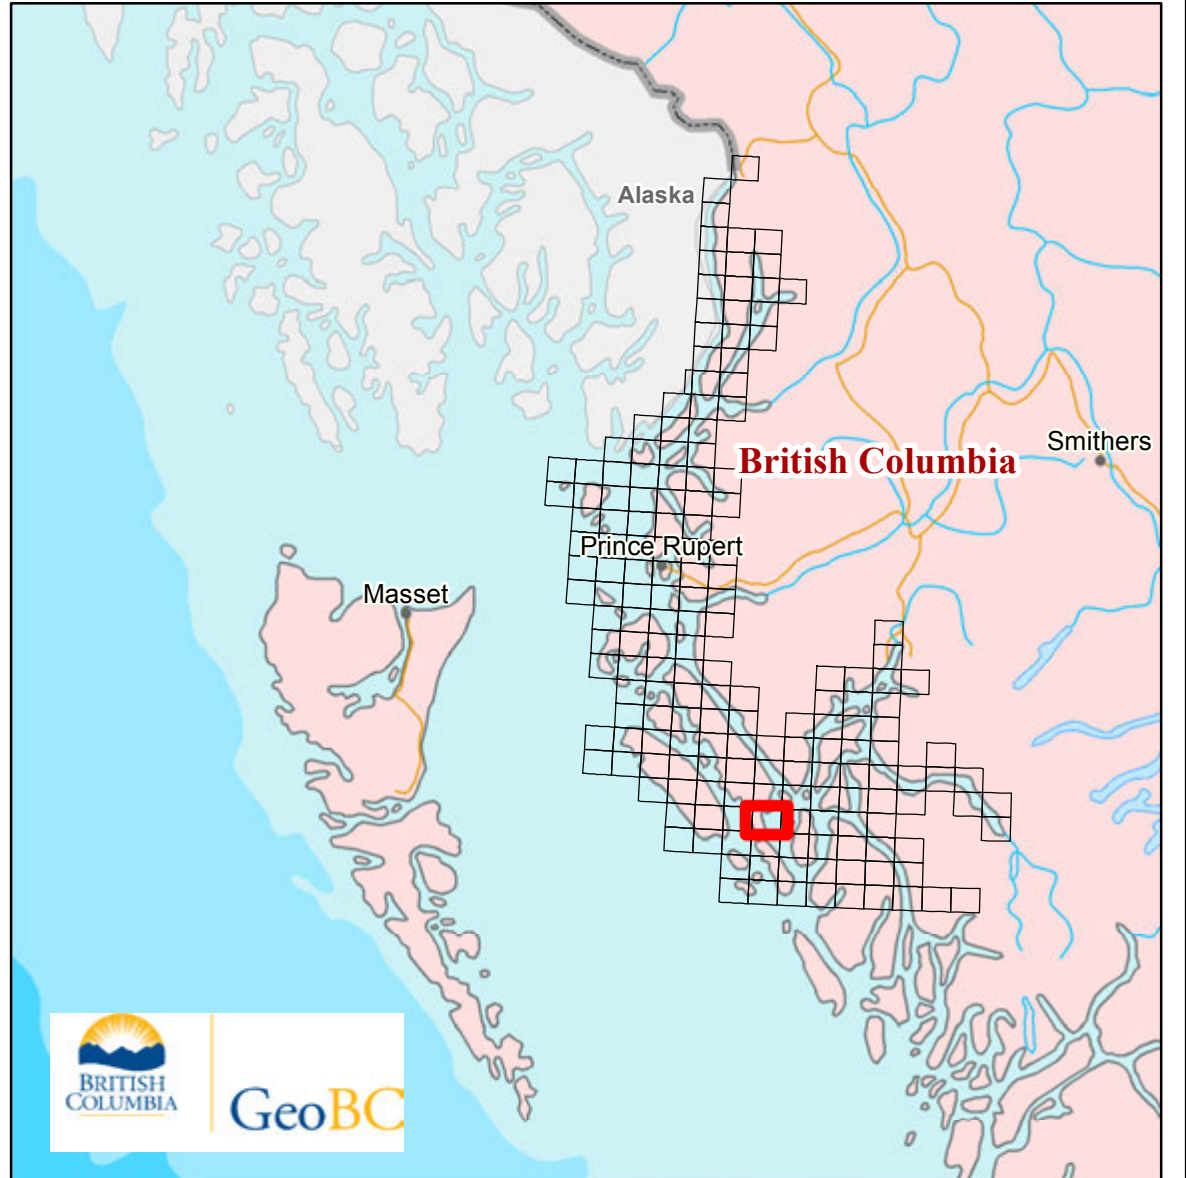 Alaska
British Columbia
Smithers
Prince Rupert
Masset
BRITISH
COLUMBIA
GeoBC